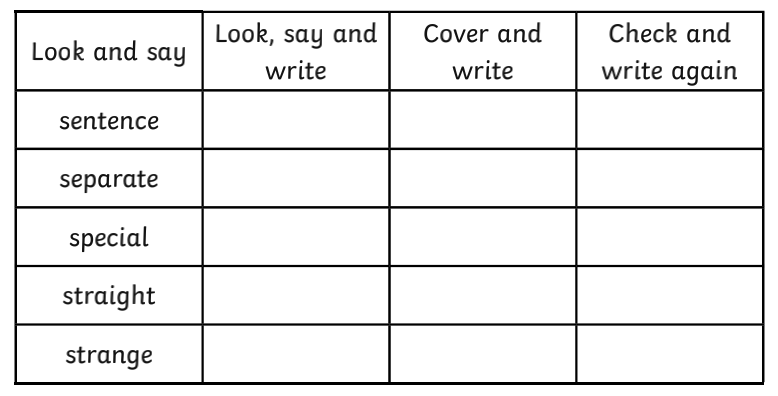 Look and say
Look, say and
write
Cover and
write
Check and
write again
sentence
separate
special
straight
strange